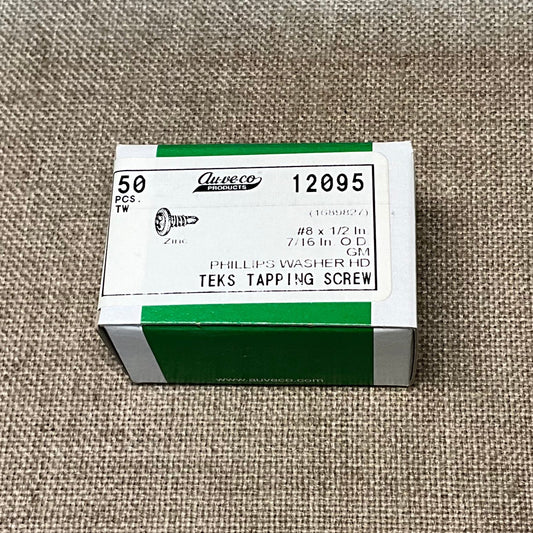 50
PCS.
TW
auveco
PRODUCTS
12095
(4689827)
Zinc
#8 x 1/2 In.
7/16 In. O.D.
GM
PHILLIPS WASHER HD
TEKS TAPPING SCREW
www.auveco.com